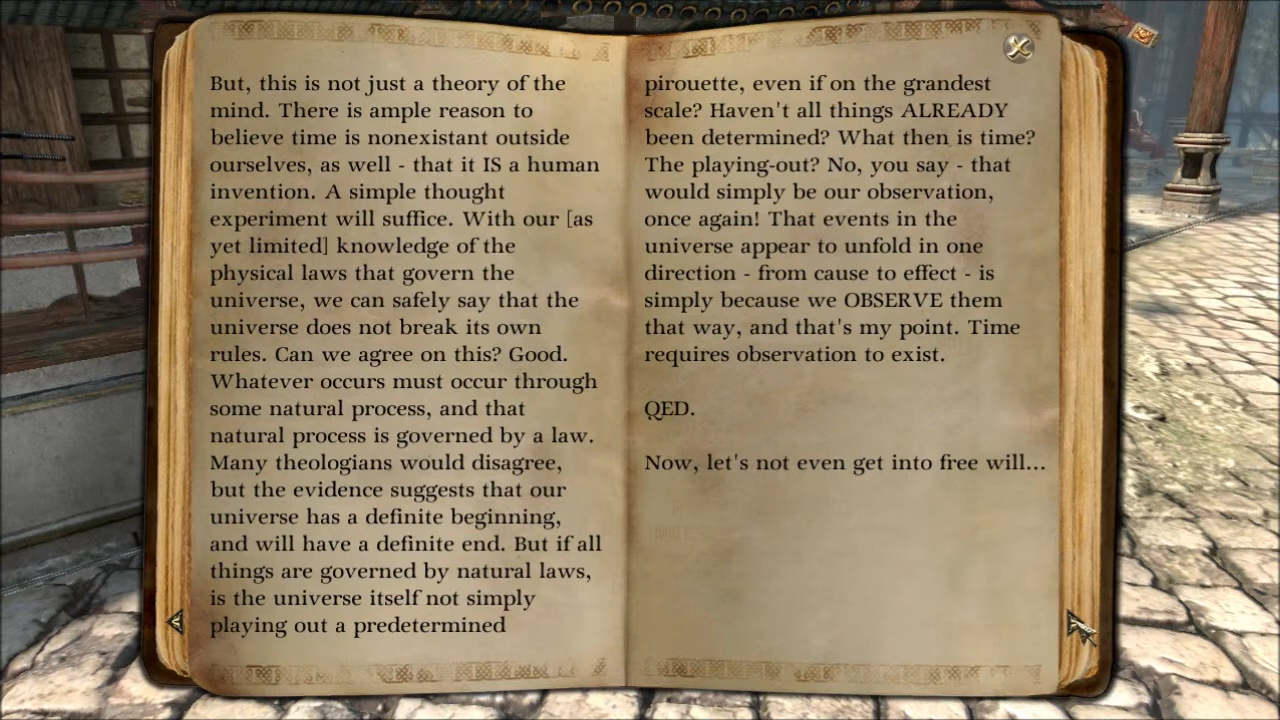 But, this is not just a theory of the
mind. There is ample reason to
believe time is nonexistant outside
ourselves, as well - that it IS a human
invention. A simple thought
experiment will suffice. With our [as
yet limited] knowledge of the
physical laws that govern the
universe, we can safely say that the
universe does not break its own
rules. Can we agree on this? Good.
Whatever occurs must occur through
some natural process, and that
natural process is governed by a law.
Many theologians would disagree,
but the evidence suggests that our
universe has a definite beginning,
and will have a definite end. But if all
things are governed by natural laws,
is the universe itself not simply
playing out a predetermined
pirouette, even if on the grandest
scale? Haven't all things ALREADY
been determined? What then is time?
The playing-out? No, you say - that
would simply be our observation,
once again! That events in the
universe appear to unfold in one
direction - from cause to effect - is
simply because we OBSERVE them
that way, and that's my point. Time
requires observation to exist.
QED.
Now, let's not even get into free will...